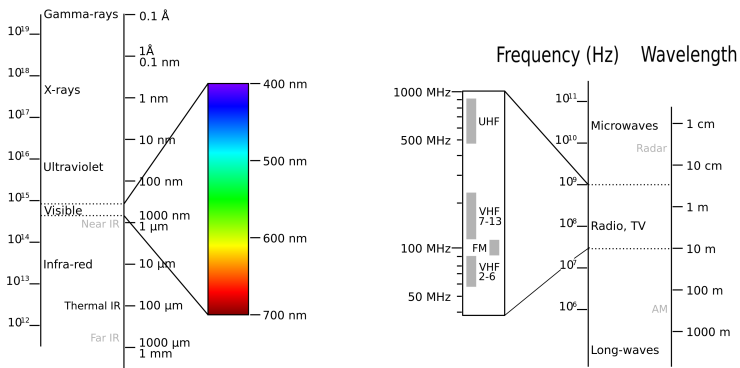 Gamma-rays
0.1 Å
10¹⁹
1Å
0.1 nm
10¹⁸
X-rays
1 nm
10¹⁷
10 nm
10¹⁶
Ultraviolet
100 nm
10¹⁵
Visible
1000 nm
Near IR
1 µm
10¹⁴
Infra-red
10 µm
10¹³
Thermal IR
100 µm
10¹²
Far IR
1000 µm
1 mm
400 nm
500 nm
600 nm
700 nm
Frequency (Hz) Wavelength
1000 MHz
UHF
500 MHz
VHF
7-13
100 MHz
FM
VHF
2-6
50 MHz
10¹¹
Microwaves
1 cm
10¹⁰
Radar
10 cm
10⁹
1 m
10⁸
Radio, TV
10 m
10⁷
100 m
10⁶
AM
1000 m
Long-waves